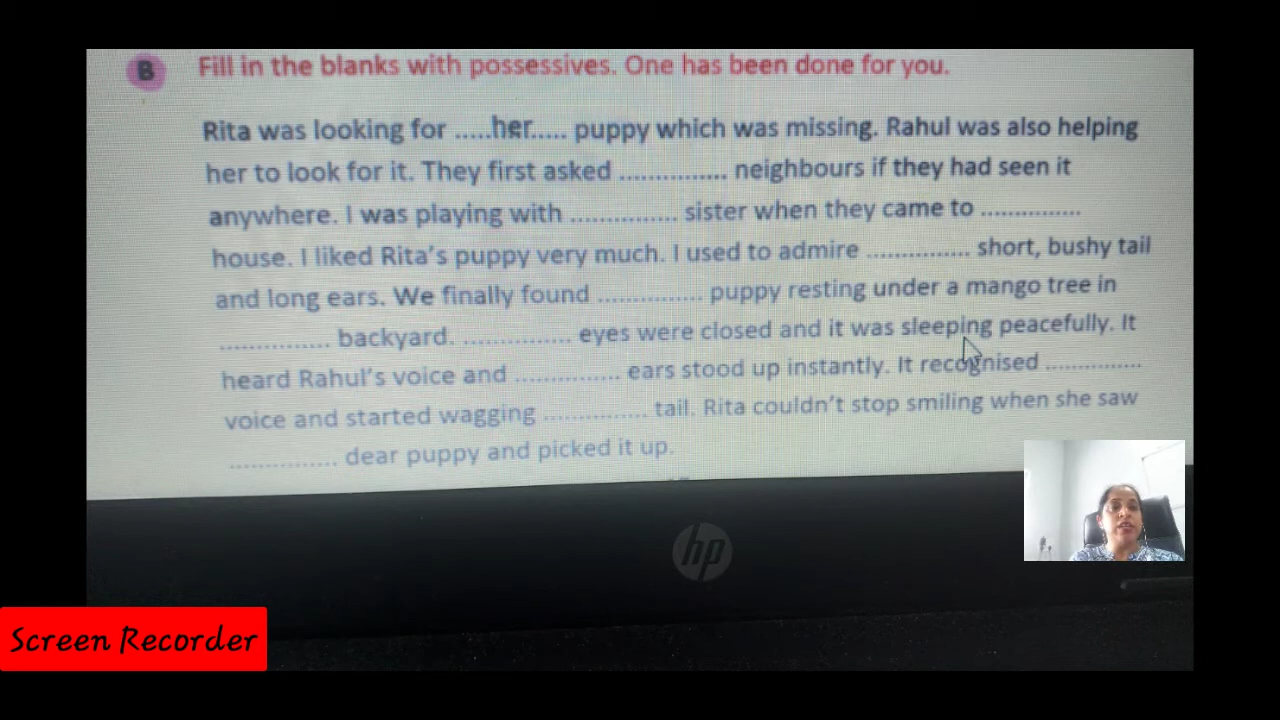 B Fill in the blanks with possessives. One has been done for you.
Rita was looking for .....her..... puppy which was missing. Rahul was also helping
her to look for it. They first asked ............... neighbours if they had seen it
anywhere. I was playing with ............... sister when they came to ..............
house. I liked Rita's puppy very much. I used to admire ............... short, bushy tail
and long ears. We finally found ............... puppy resting under a mango tree in
............... backyard. ............... eyes were closed and it was sleeping peacefully. It
heard Rahul's voice and ............... ears stood up instantly. It recognised ..............
voice and started wagging ............... tail. Rita couldn't stop smiling when she saw
............... dear puppy and picked it up.
hp
Screen Recorder